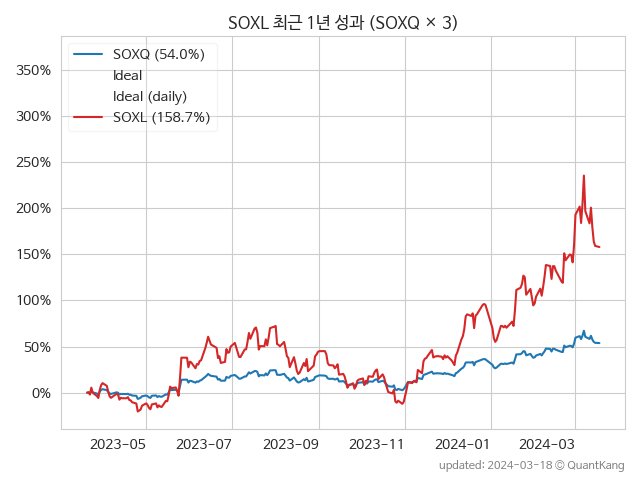 SOXL 최근 1년 성과 (SOXQ × 3)
SOXQ (54.0%)
Ideal
Ideal (daily)
SOXL (158.7%)
350%
300%
250%
200%
150%
100%
50%
0%
2023-05 2023-07 2023-09 2023-11 2024-01 2024-03
updated: 2024-03-18 © QuantKang